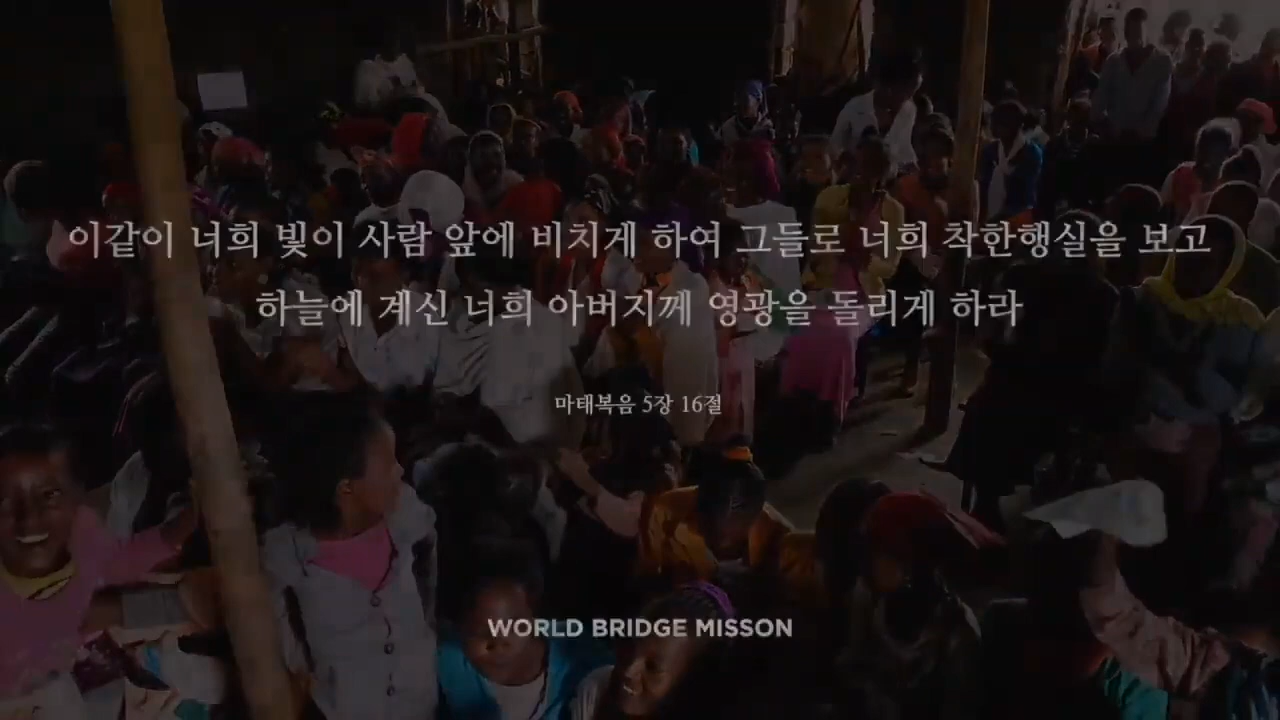 이같이 너희 빛이 사람 앞에 비치게 하여 그들로 너희 착한행실을 보고
하늘에 계신 너희 아버지께 영광을 돌리게 하라
마태복음 5장 16절
WORLD BRIDGE MISSON